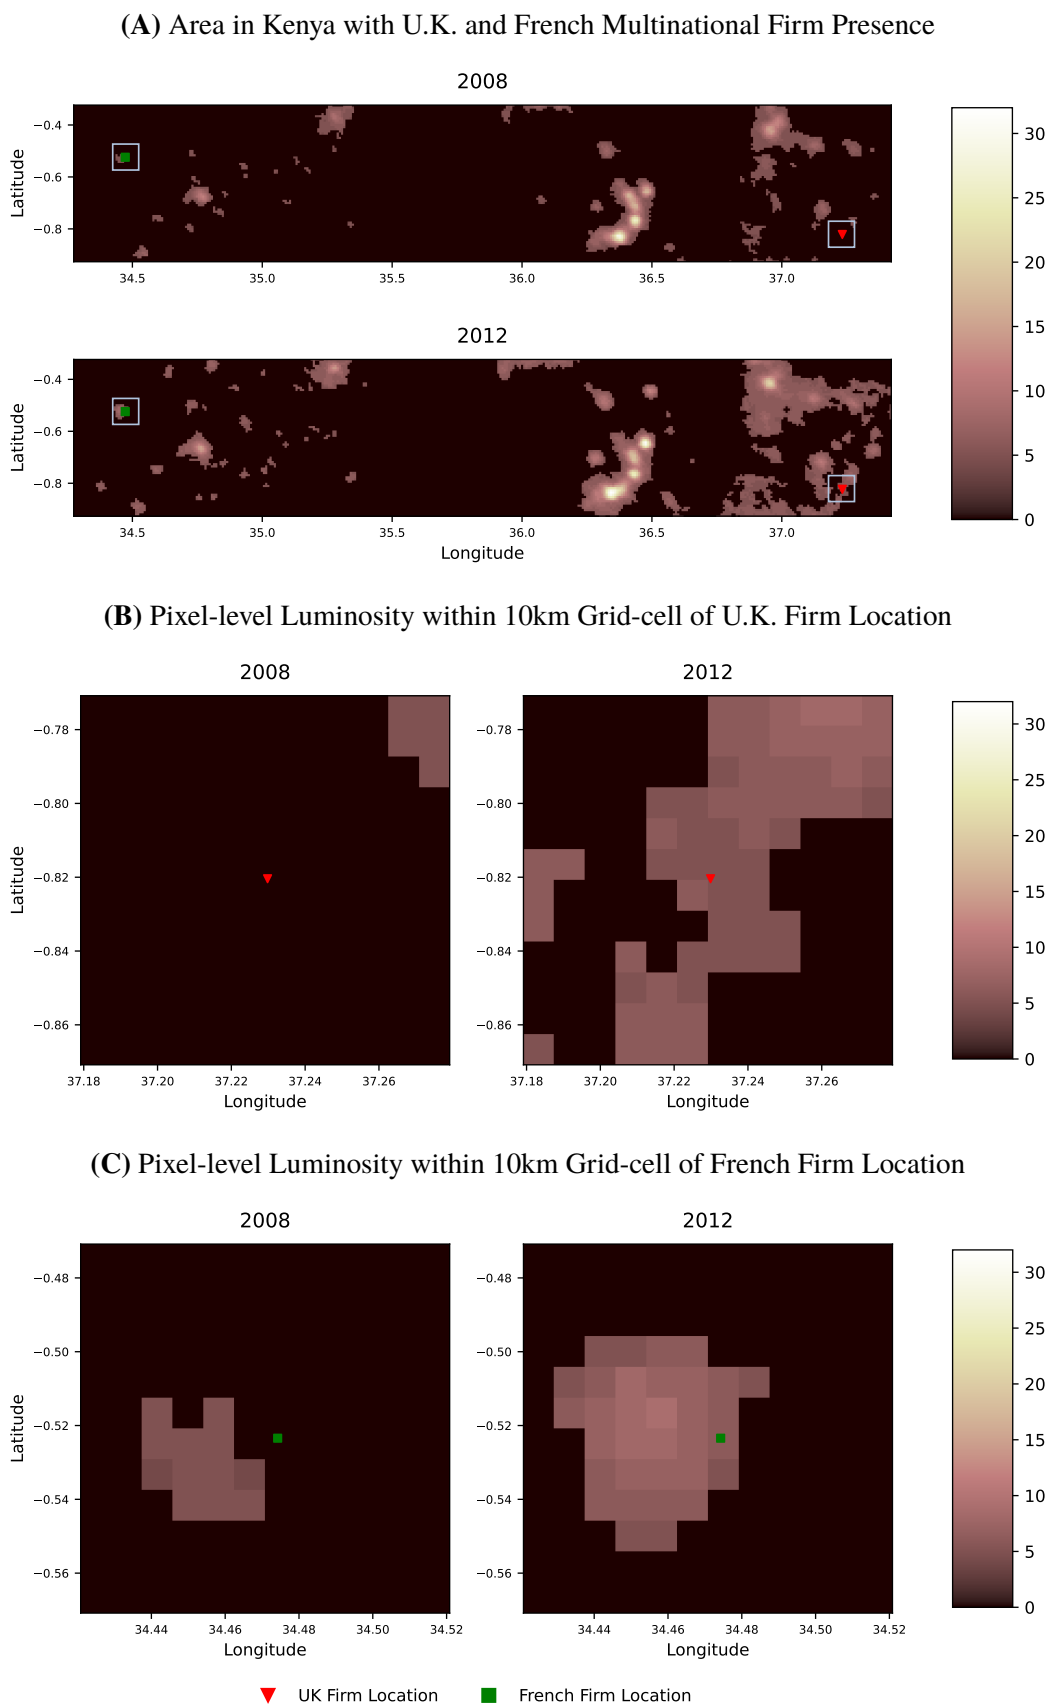 (A) Area in Kenya with U.K. and French Multinational Firm Presence
2008
Latitude
−0.4
−0.6
−0.8
34.5 35.0 35.5 36.0 36.5 37.0
2012
Latitude
−0.4
−0.6
−0.8
34.5 35.0 35.5 36.0 36.5 37.0
Longitude
30
25
20
15
10
5
0
(B) Pixel-level Luminosity within 10km Grid-cell of U.K. Firm Location
2008
Latitude
−0.78
−0.80
−0.82
−0.84
−0.86
37.18 37.20 37.22 37.24 37.26
Longitude
2012
−0.78
−0.80
−0.82
−0.84
−0.86
37.18 37.20 37.22 37.24 37.26
Longitude
30
25
20
15
10
5
0
(C) Pixel-level Luminosity within 10km Grid-cell of French Firm Location
2008
Latitude
−0.48
−0.50
−0.52
−0.54
−0.56
34.44 34.46 34.48 34.50 34.52
Longitude
2012
−0.48
−0.50
−0.52
−0.54
−0.56
34.44 34.46 34.48 34.50 34.52
Longitude
30
25
20
15
10
5
0
UK Firm Location French Firm Location